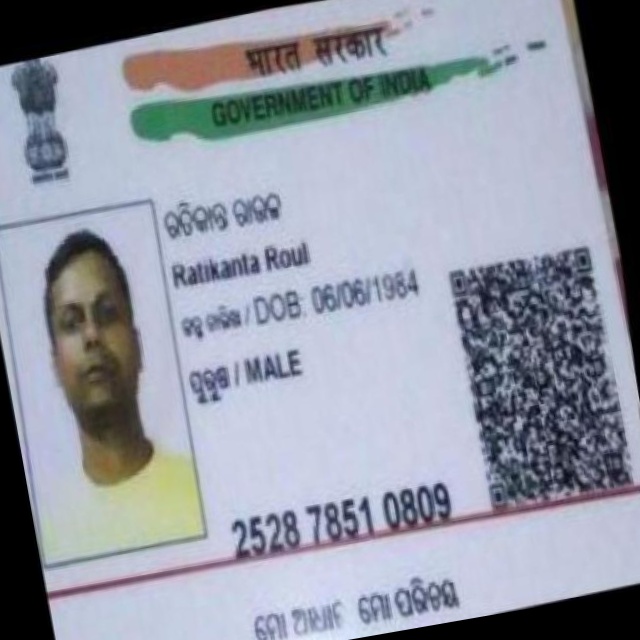 भारत सरकार
GOVERNMENT OF INDIA
ରତିକାନ୍ତ ରାଉଳ
Ratikanta Roul
ଜନ୍ମ ତାରିଖ / DOB: 06/06/1984
ପୁରୁଷ / MALE
2528 7851 0809
ମୋ ଆଧାର ମୋ ପରିଚୟ